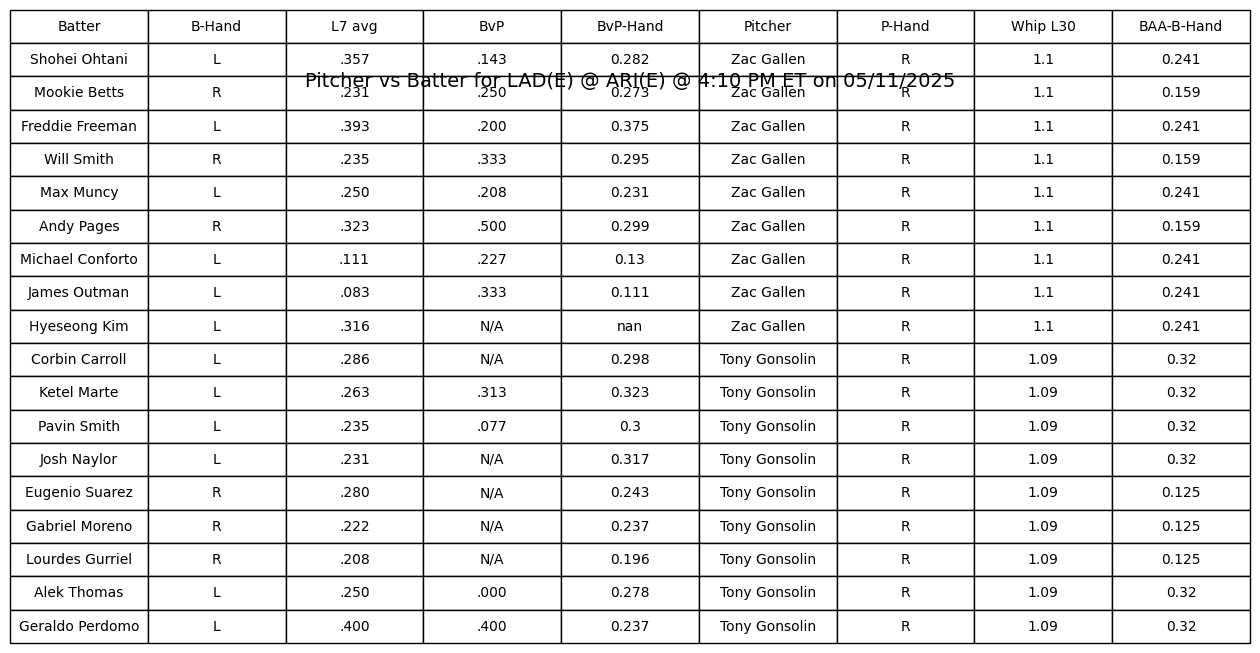 Batter B-Hand L7 avg BvP BvP-Hand Pitcher P-Hand Whip L30 BAA-B-Hand
Shohei Ohtani L .357 .143 0.282 Zac Gallen R 1.1 0.241
Pitcher vs Batter for LAD(E) @ ARI(E) @ 4:10 PM ET on 05/11/2025
Mookie Betts R .231 .250 0.273 Zac Gallen R 1.1 0.159
Freddie Freeman L .393 .200 0.375 Zac Gallen R 1.1 0.241
Will Smith R .235 .333 0.295 Zac Gallen R 1.1 0.159
Max Muncy L .250 .208 0.231 Zac Gallen R 1.1 0.241
Andy Pages R .323 .500 0.299 Zac Gallen R 1.1 0.159
Michael Conforto L .111 .227 0.13 Zac Gallen R 1.1 0.241
James Outman L .083 .333 0.111 Zac Gallen R 1.1 0.241
Hyeseong Kim L .316 N/A nan Zac Gallen R 1.1 0.241
Corbin Carroll L .286 N/A 0.298 Tony Gonsolin R 1.09 0.32
Ketel Marte L .263 .313 0.323 Tony Gonsolin R 1.09 0.32
Pavin Smith L .235 .077 0.3 Tony Gonsolin R 1.09 0.32
Josh Naylor L .231 N/A 0.317 Tony Gonsolin R 1.09 0.32
Eugenio Suarez R .280 N/A 0.243 Tony Gonsolin R 1.09 0.125
Gabriel Moreno R .222 N/A 0.237 Tony Gonsolin R 1.09 0.125
Lourdes Gurriel R .208 N/A 0.196 Tony Gonsolin R 1.09 0.125
Alek Thomas L .250 .000 0.278 Tony Gonsolin R 1.09 0.32
Geraldo Perdomo L .400 .400 0.237 Tony Gonsolin R 1.09 0.32